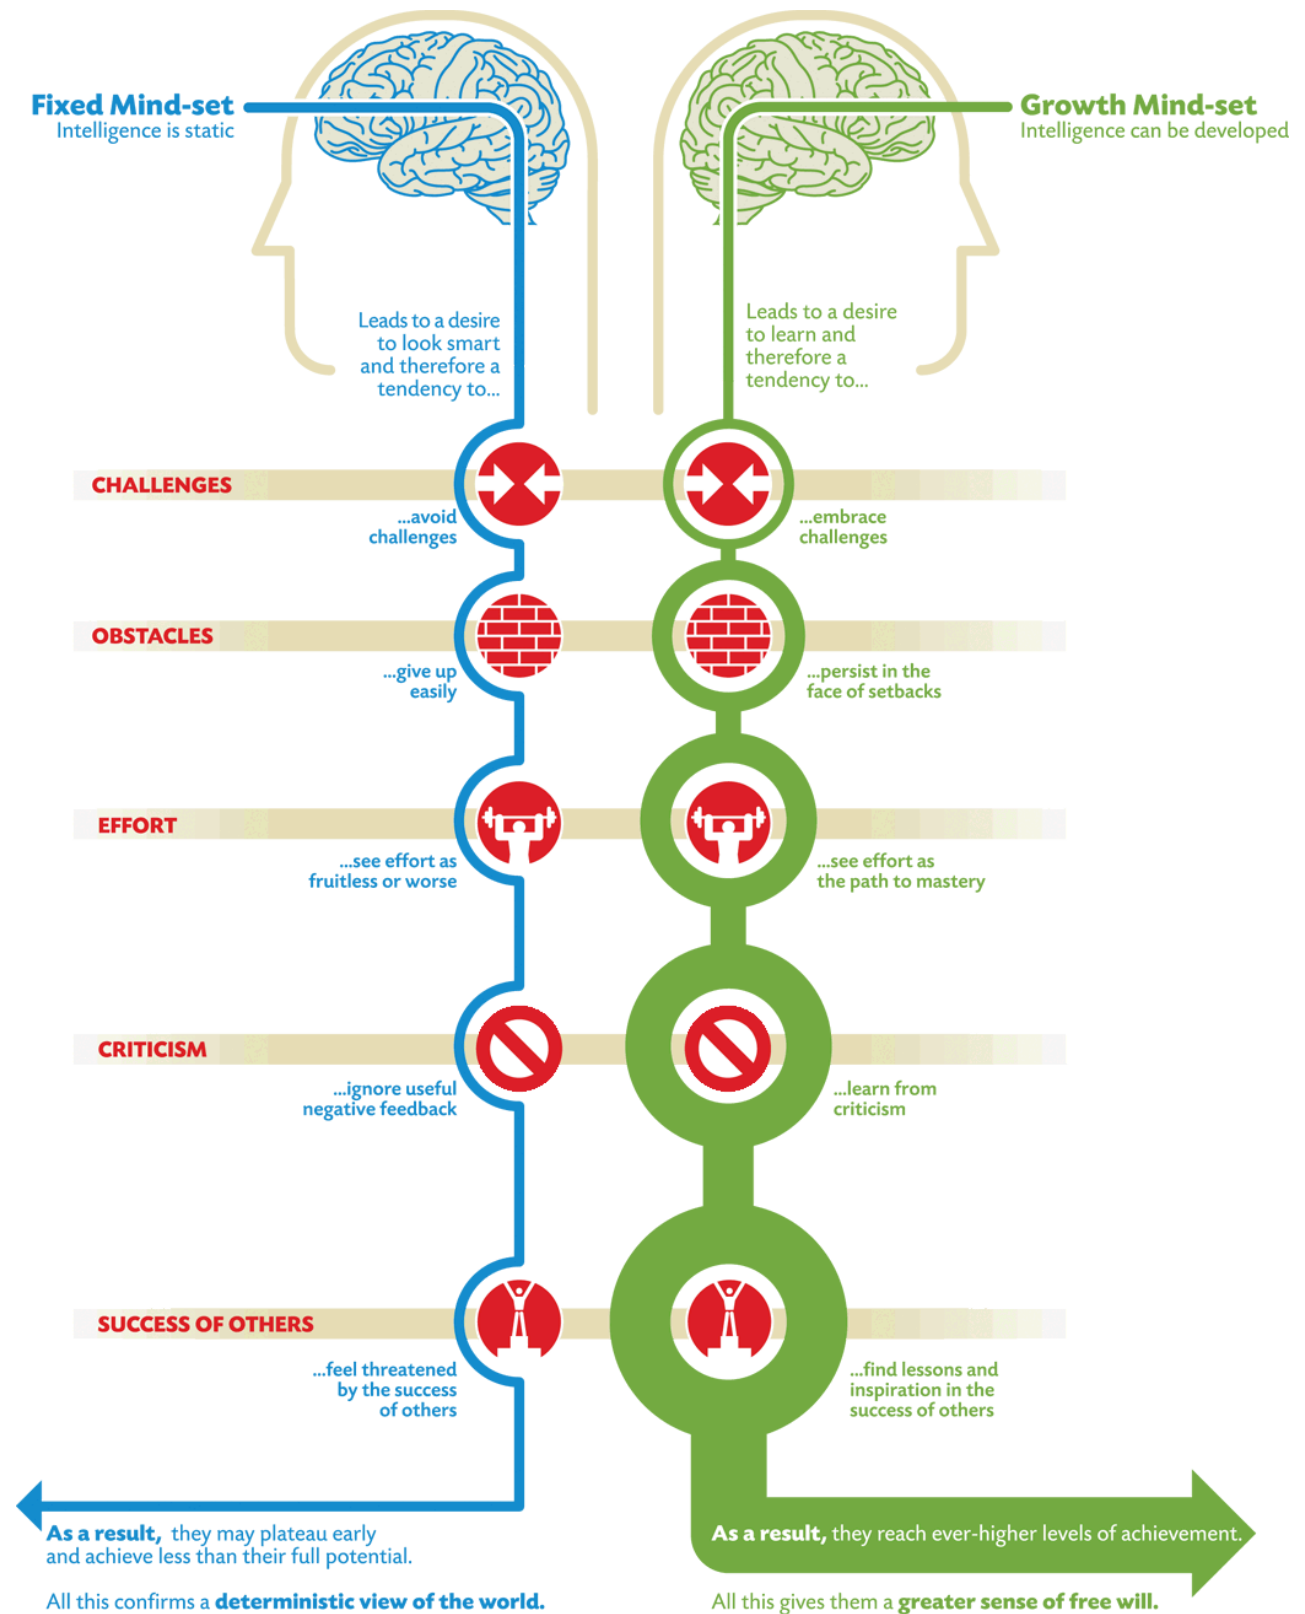 Fixed Mind-set
Intelligence is static
Growth Mind-set
Intelligence can be developed
Leads to a desire
to look smart
and therefore a
tendency to...
Leads to a desire
to learn and
therefore a
tendency to...
CHALLENGES
...avoid
challenges
...embrace
challenges
OBSTACLES
...give up
easily
...persist in the
face of setbacks
EFFORT
...see effort as
fruitless or worse
...see effort as
the path to mastery
CRITICISM
...ignore useful
negative feedback
...learn from
criticism
SUCCESS OF OTHERS
...feel threatened
by the success
of others
...find lessons and
inspiration in the
success of others
As a result, they may plateau early
and achieve less than their full potential.
All this confirms a deterministic view of the world.
As a result, they reach ever-higher levels of achievement.
All this gives them a greater sense of free will.